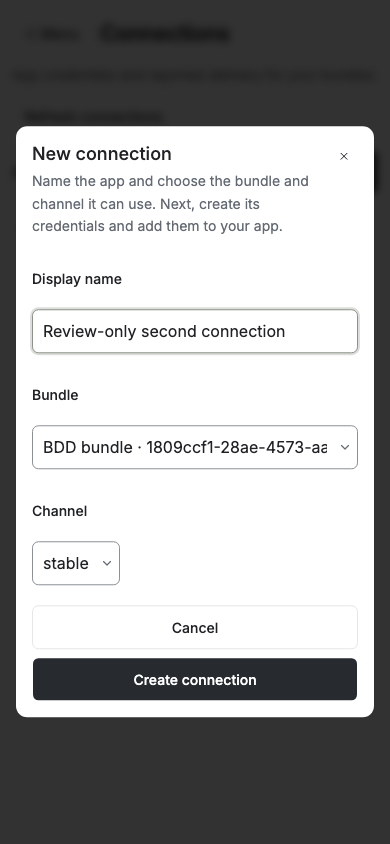 Connections
New connection
×
Name the app and choose the bundle and
channel it can use. Next, create its
credentials and add them to your app.
Display name
Review-only second connection
Bundle
BDD bundle · 1809ccf1-28ae-4573-aa
Channel
stable
Cancel
Create connection